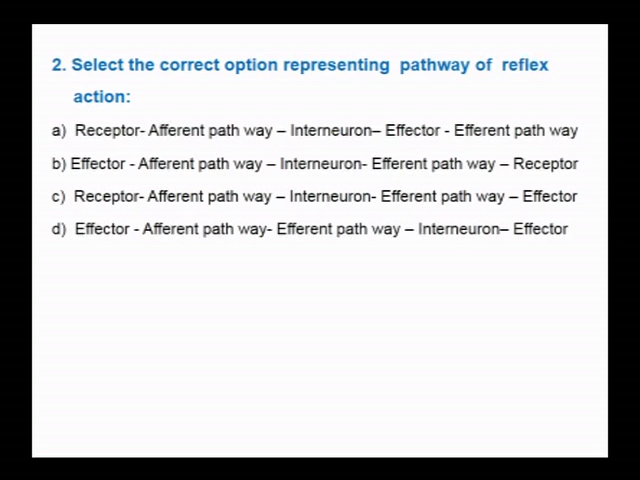 2. Select the correct option representing pathway of reflex
action:
a) Receptor- Afferent path way – Interneuron– Effector - Efferent path way
b) Effector - Afferent path way – Interneuron- Efferent path way – Receptor
c) Receptor- Afferent path way – Interneuron- Efferent path way – Effector
d) Effector - Afferent path way- Efferent path way – Interneuron– Effector